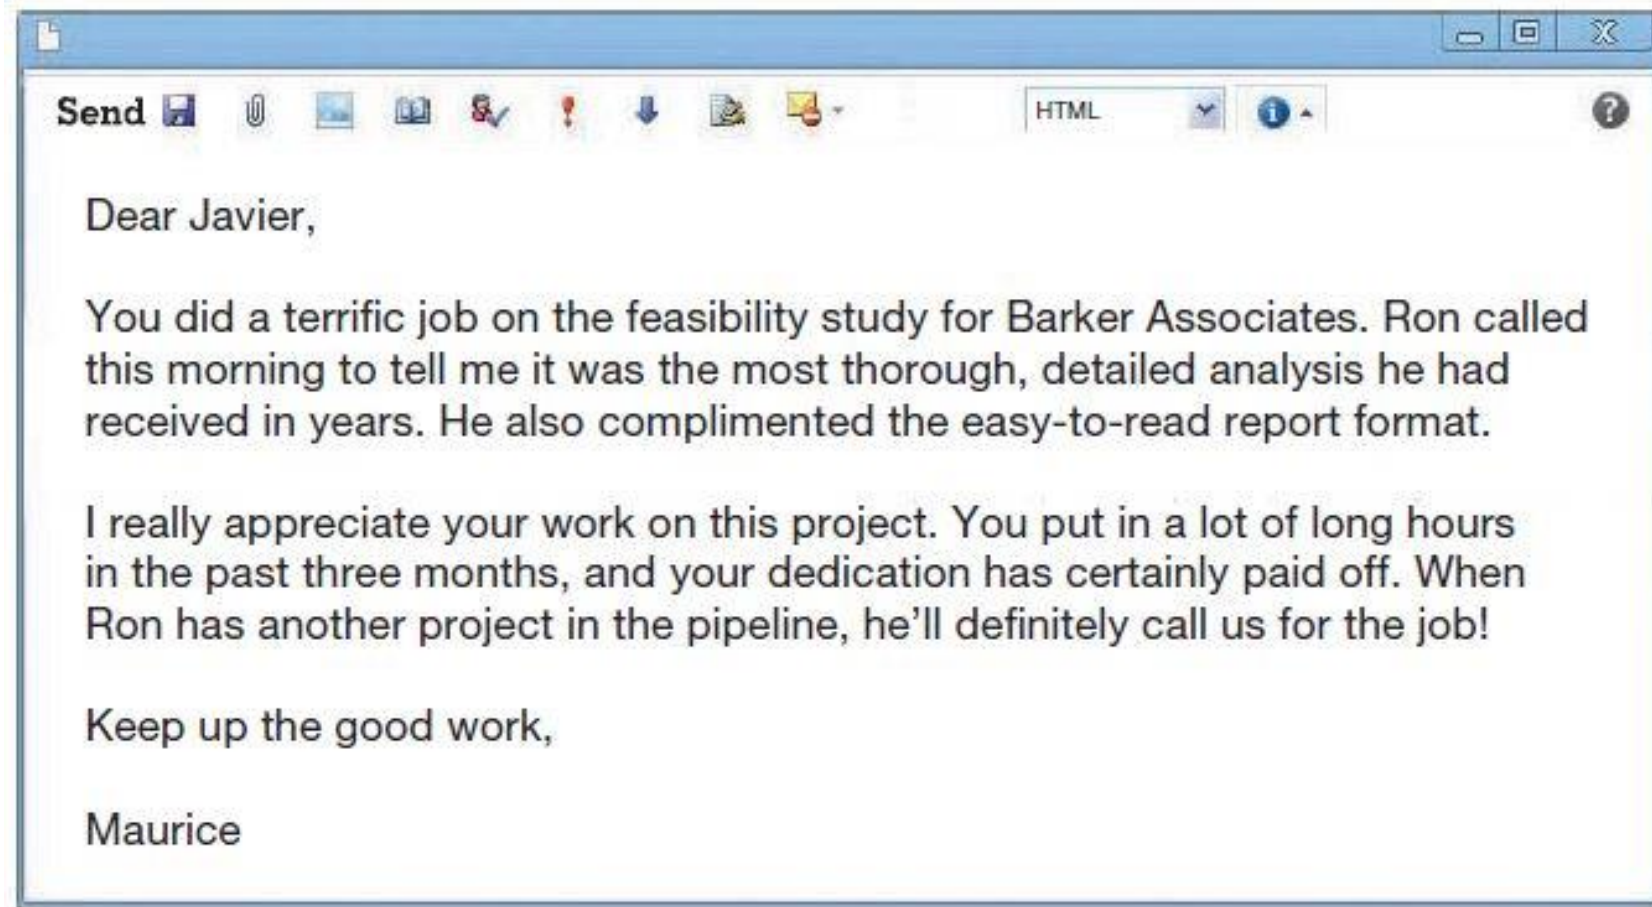 Send HTML
Dear Javier,
You did a terrific job on the feasibility study for Barker Associates. Ron called
this morning to tell me it was the most thorough, detailed analysis he had
received in years. He also complimented the easy-to-read report format.
I really appreciate your work on this project. You put in a lot of long hours
in the past three months, and your dedication has certainly paid off. When
Ron has another project in the pipeline, he’ll definitely call us for the job!
Keep up the good work,
Maurice